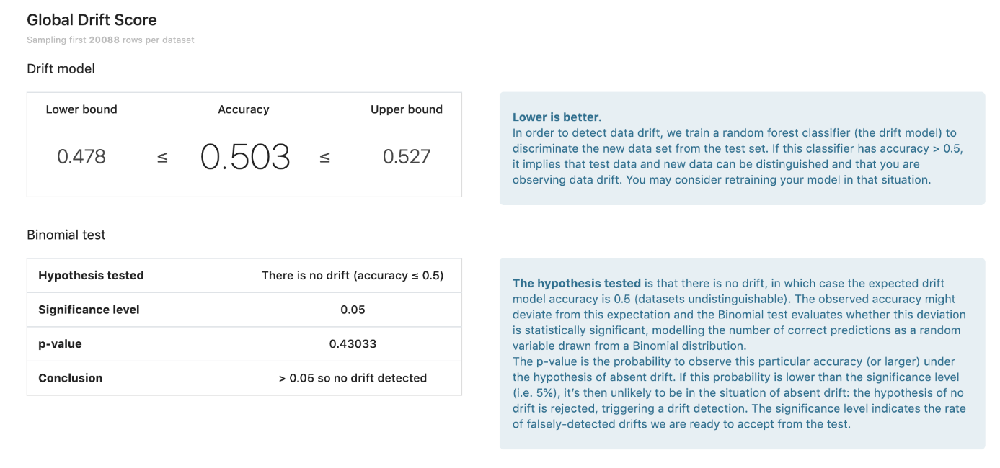 Global Drift Score
Sampling first 20088 rows per dataset
Drift model
Lower bound Accuracy Upper bound
0.478 ≤ 0.503 ≤ 0.527
Lower is better.
In order to detect data drift, we train a random forest classifier (the drift model) to
discriminate the new data set from the test set. If this classifier has accuracy > 0.5,
it implies that test data and new data can be distinguished and that you are
observing data drift. You may consider retraining your model in that situation.
Binomial test
Hypothesis tested There is no drift (accuracy ≤ 0.5)
Significance level 0.05
p-value 0.43033
Conclusion > 0.05 so no drift detected
The hypothesis tested is that there is no drift, in which case the expected drift
model accuracy is 0.5 (datasets undistinguishable). The observed accuracy might
deviate from this expectation and the Binomial test evaluates whether this deviation
is statistically significant, modelling the number of correct predictions as a random
variable drawn from a Binomial distribution.
The p-value is the probability to observe this particular accuracy (or larger) under
the hypothesis of absent drift. If this probability is lower than the significance level
(i.e. 5%), it's then unlikely to be in the situation of absent drift: the hypothesis of no
drift is rejected, triggering a drift detection. The significance level indicates the rate
of falsely-detected drifts we are ready to accept from the test.